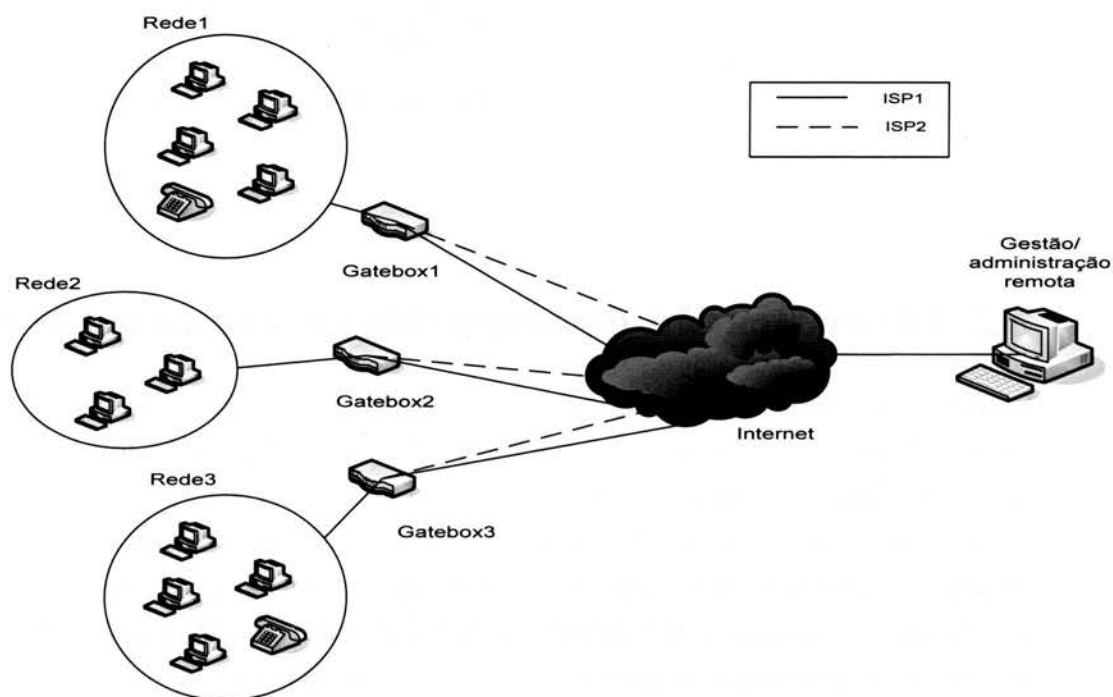 Rede1
ISP1
ISP2
Gatebox1
Gestão/
administração
remota
Rede2
Gatebox2
Internet
Rede3
Gatebox3